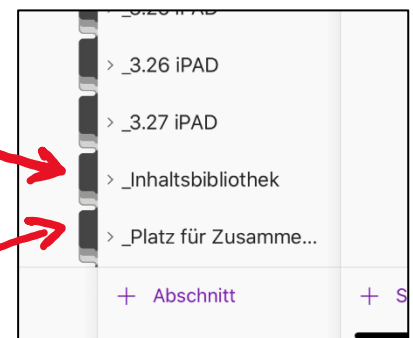 > _3.26 iPAD
> _3.27 iPAD
> _Inhaltsbibliothek
> _Platz für Zusamme...
+ Abschnitt
+ S